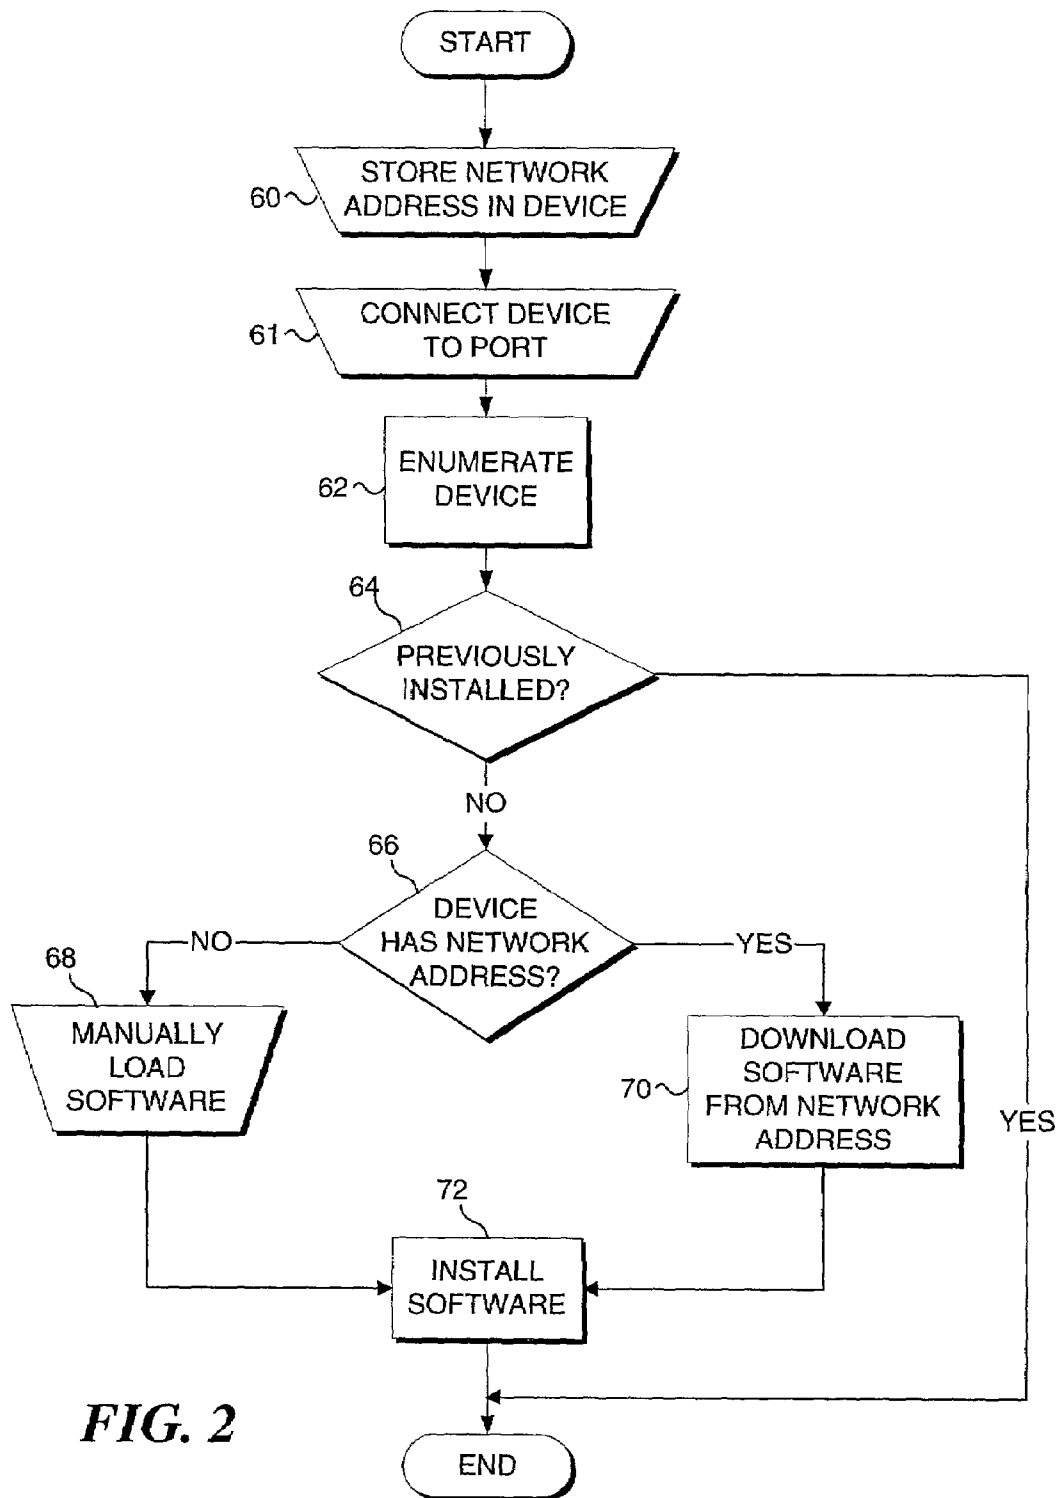 START
STORE NETWORK
ADDRESS IN DEVICE
60
CONNECT DEVICE
TO PORT
61
ENUMERATE
DEVICE
62
64
PREVIOUSLY
INSTALLED?
NO
66
DEVICE
HAS NETWORK
ADDRESS?
NO
YES
68
MANUALLY
LOAD
SOFTWARE
DOWNLOAD
SOFTWARE
FROM NETWORK
ADDRESS
70
YES
72
INSTALL
SOFTWARE
FIG. 2
END